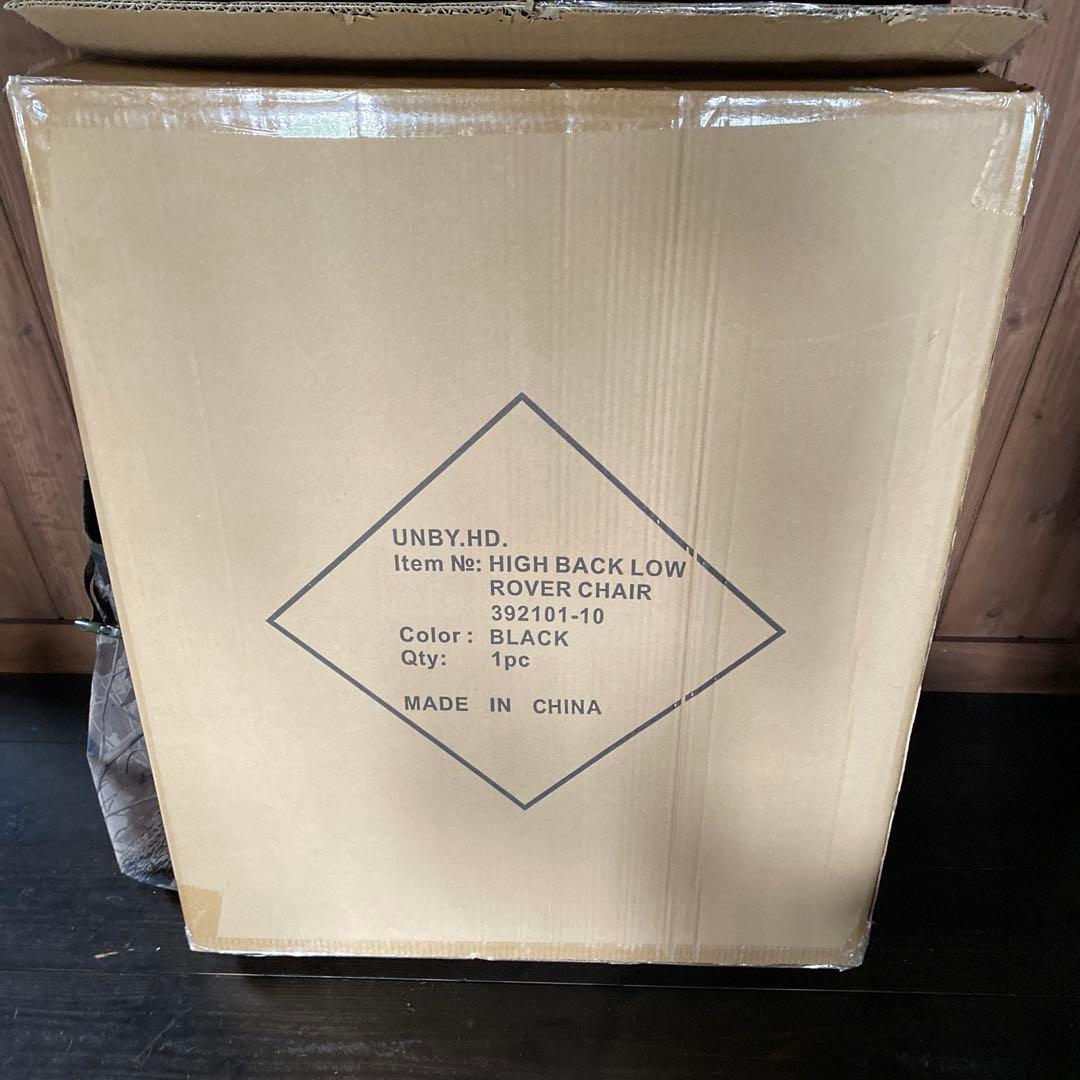 UNBY.HD.
Item №: HIGH BACK LOW
ROVER CHAIR
392101-10
Color: BLACK
Qty: 1pc
MADE IN CHINA